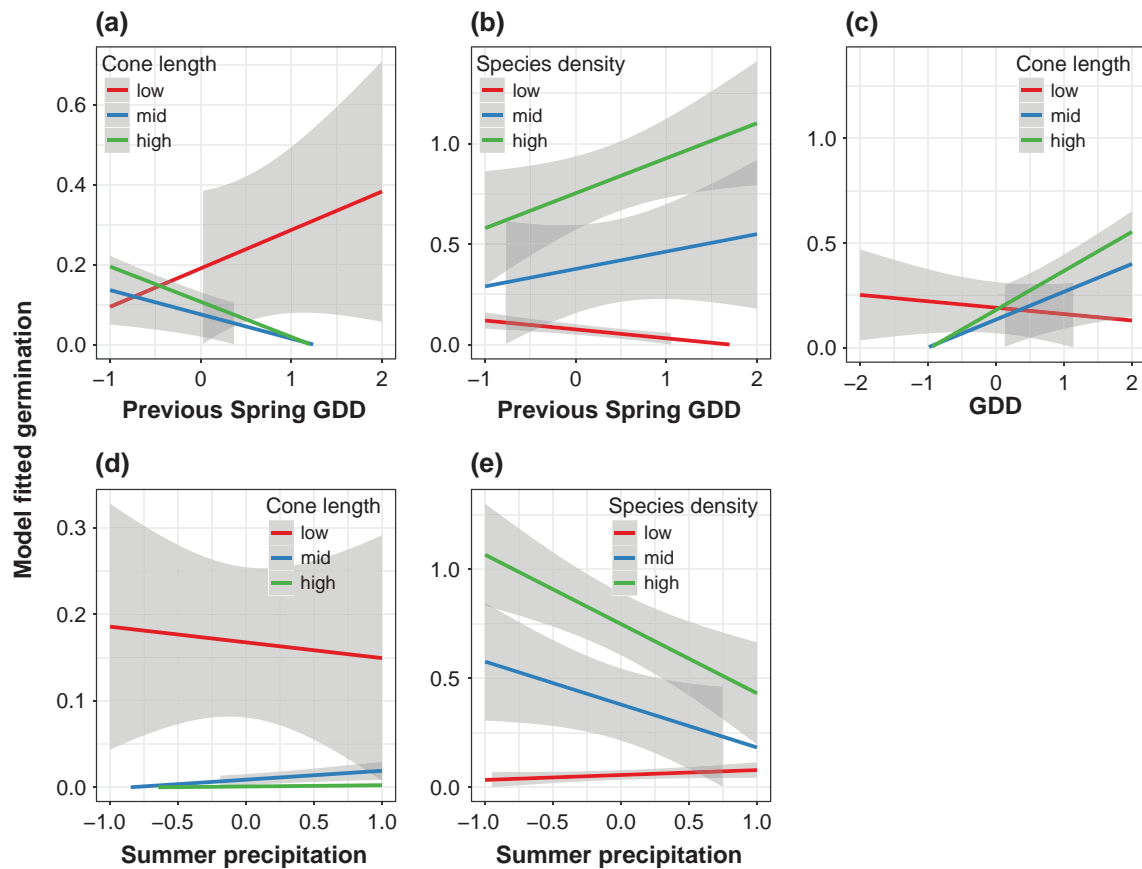 Model fitted germination
(a)
Cone length
low
mid
high
0.6
0.4
0.2
0.0
−1 0 1 2
Previous Spring GDD
(b)
Species density
low
mid
high
1.0
0.5
0.0
−1 0 1 2
Previous Spring GDD
(c)
Cone length
low
mid
high
1.0
0.5
0.0
−2 −1 0 1 2
GDD
(d)
Cone length
low
mid
high
0.3
0.2
0.1
0.0
−1.0 −0.5 0.0 0.5 1.0
Summer precipitation
(e)
Species density
low
mid
high
1.0
0.5
0.0
−1.0 −0.5 0.0 0.5 1.0
Summer precipitation